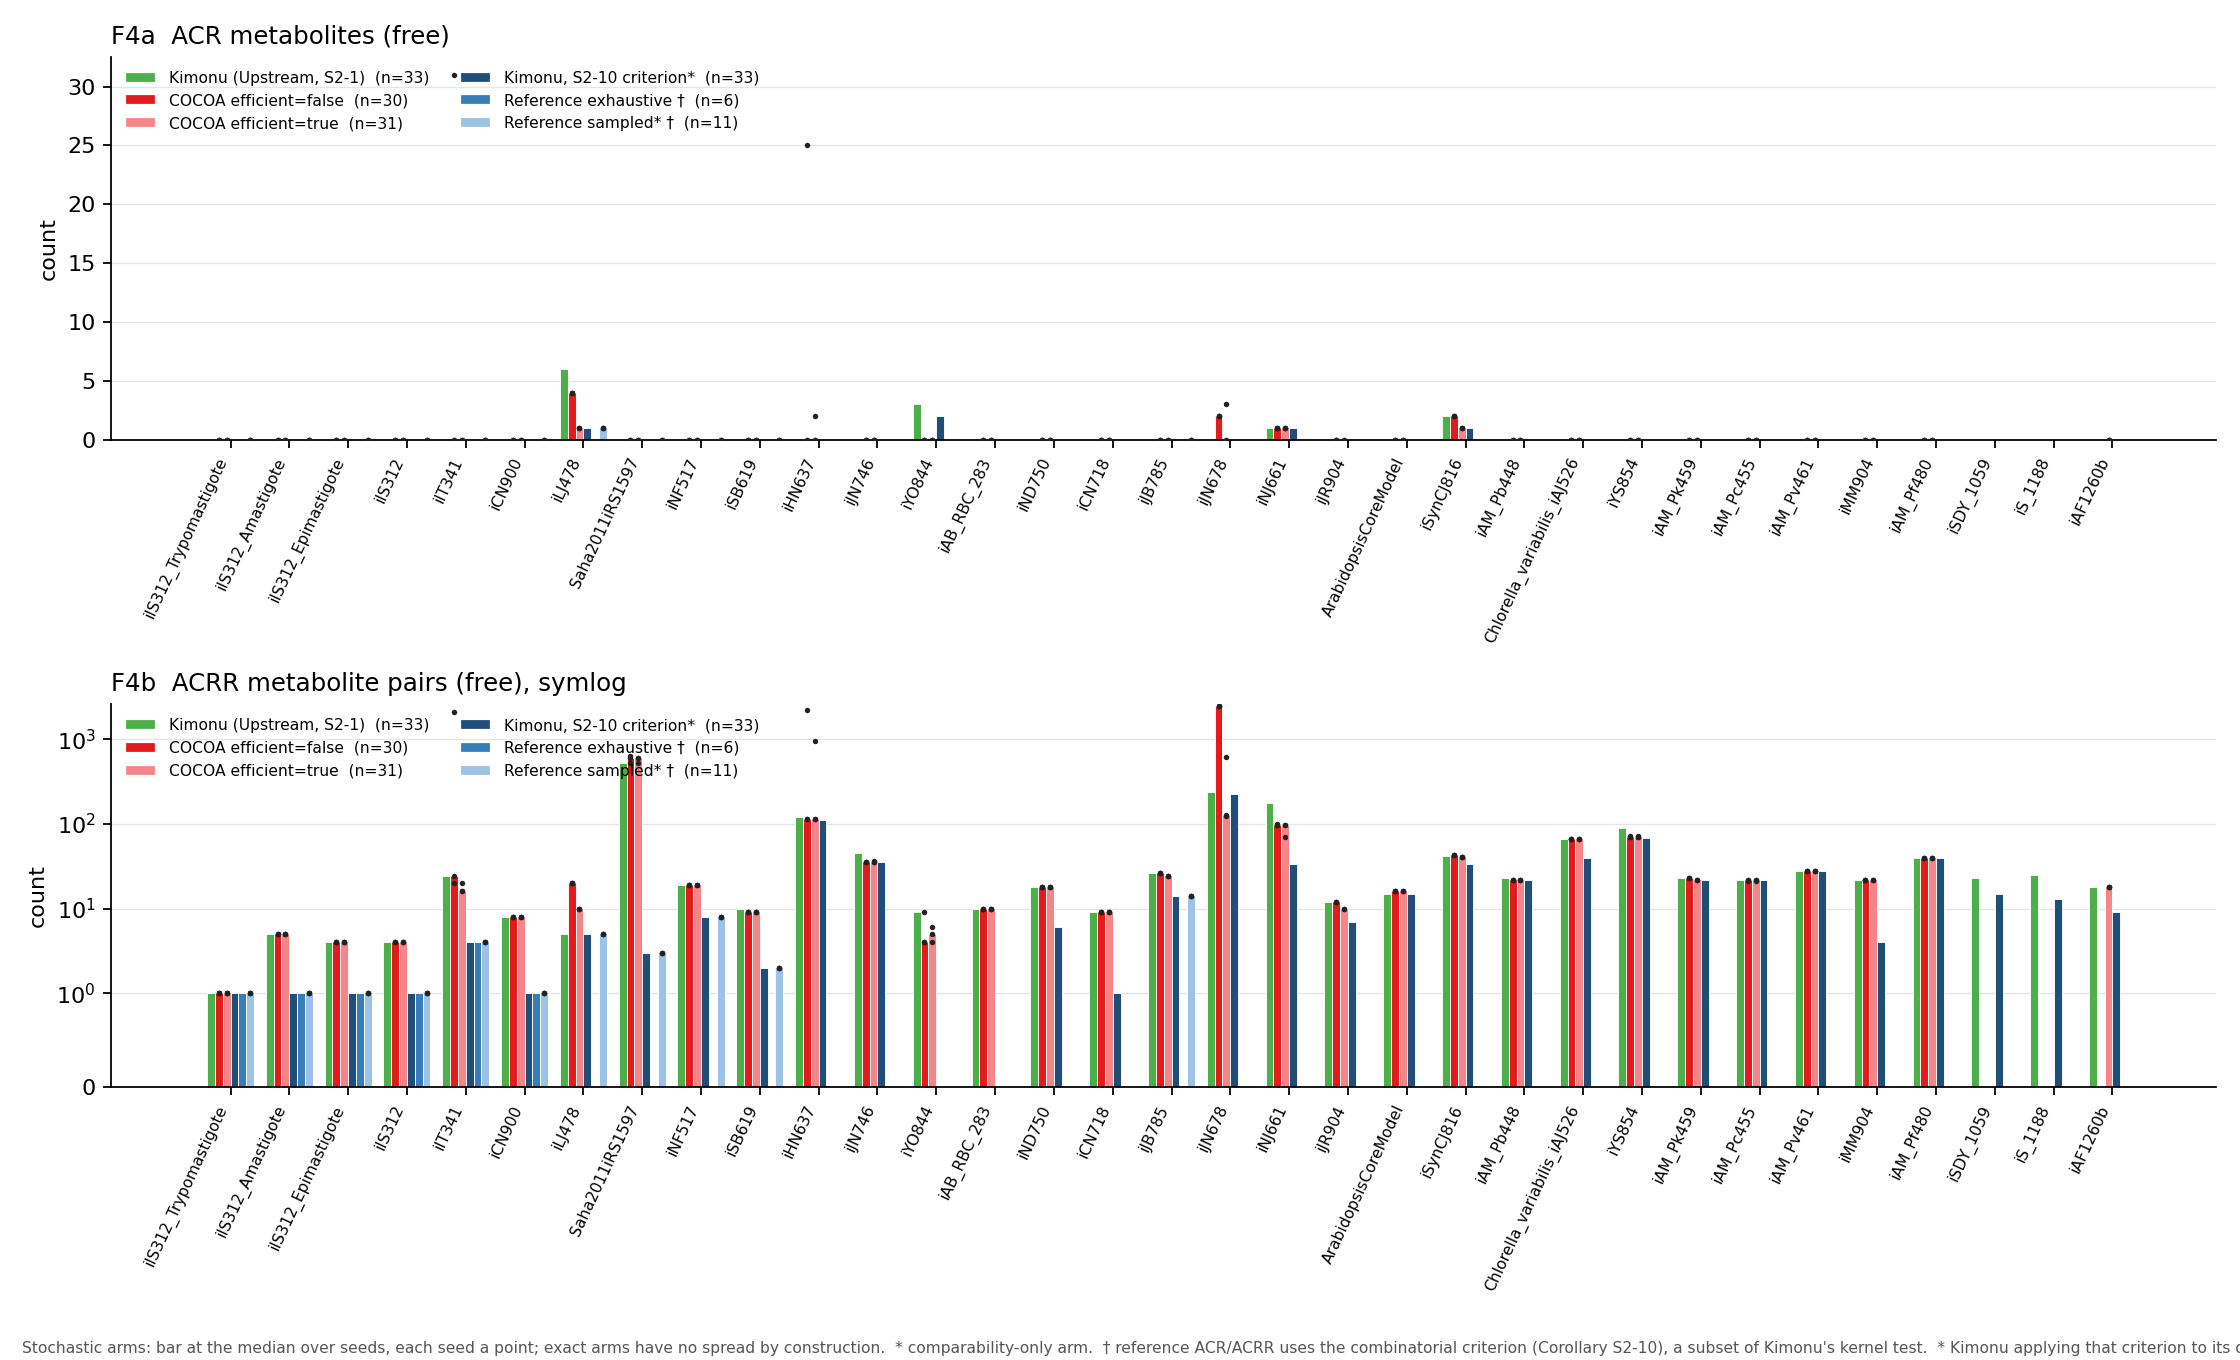 F4a  ACR metabolites (free)
Kimonu (Upstream, S2-1)  (n=33)
COCOA efficient=false  (n=30)
COCOA efficient=true  (n=31)
Kimonu, S2-10 criterion*  (n=33)
Reference exhaustive †  (n=6)
Reference sampled* †  (n=11)
count
30
25
20
15
10
5
0
iIS312_Trypomastigote
iIS312_Amastigote
iIS312_Epimastigote
iIS312
iIT341
iCN900
iLJ478
Saha2011iRS1597
iNF517
iSB619
iHN637
iJN746
iYO844
iAB_RBC_283
iND750
iCN718
iJB785
iJN678
iNJ661
iJR904
ArabidopsisCoreModel
iSynCJ816
iAM_Pb448
Chlorella_variabilis_iAJ526
iYS854
iAM_Pk459
iAM_Pc455
iAM_Pv461
iMM904
iAM_Pf480
iSDY_1059
iS_1188
iAF1260b
F4b  ACRR metabolite pairs (free), symlog
Kimonu (Upstream, S2-1)  (n=33)
COCOA efficient=false  (n=30)
COCOA efficient=true  (n=31)
Kimonu, S2-10 criterion*  (n=33)
Reference exhaustive †  (n=6)
Reference sampled* †  (n=11)
count
10³
10²
10¹
10⁰
0
iIS312_Trypomastigote
iIS312_Amastigote
iIS312_Epimastigote
iIS312
iIT341
iCN900
iLJ478
Saha2011iRS1597
iNF517
iSB619
iHN637
iJN746
iYO844
iAB_RBC_283
iND750
iCN718
iJB785
iJN678
iNJ661
iJR904
ArabidopsisCoreModel
iSynCJ816
iAM_Pb448
Chlorella_variabilis_iAJ526
iYS854
iAM_Pk459
iAM_Pc455
iAM_Pv461
iMM904
iAM_Pf480
iSDY_1059
iS_1188
iAF1260b
Stochastic arms: bar at the median over seeds, each seed a point; exact arms have no spread by construction.  * comparability-only arm.  † reference ACR/ACRR uses the combinatorial criterion (Corollary S2-10), a subset of Kimonu's kernel test.  * Kimonu applying that criterion to its